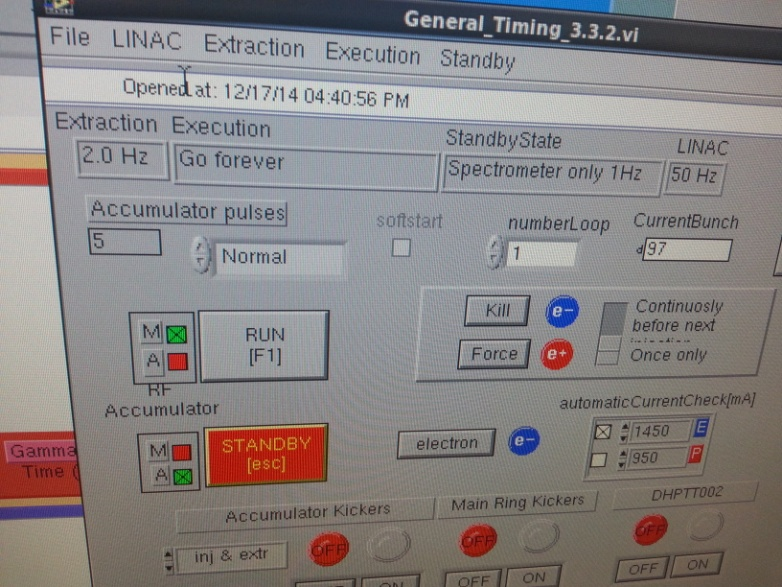 General_Timing_3.3.2.vi
File LINAC Extraction Execution Standby
Opened at: 12/17/14 04:40:56 PM
Extraction Execution StandbyState LINAC
2.0 Hz Go forever Spectrometer only 1Hz 50 Hz
Accumulator pulses softstart numberLoop CurrentBunch
5 Normal 1 d 97
M RUN Kill e- Continuosly
A [F1] before next
Force e+ Once only
RF
Accumulator automaticCurrentCheck[mA]
M STANDBY electron e- 1450 E
A [esc] 950 P
Gamma
Time (
Accumulator Kickers Main Ring Kickers DHPTT002
inj & extr OFF OFF OFF
ON OFF ON OFF ON